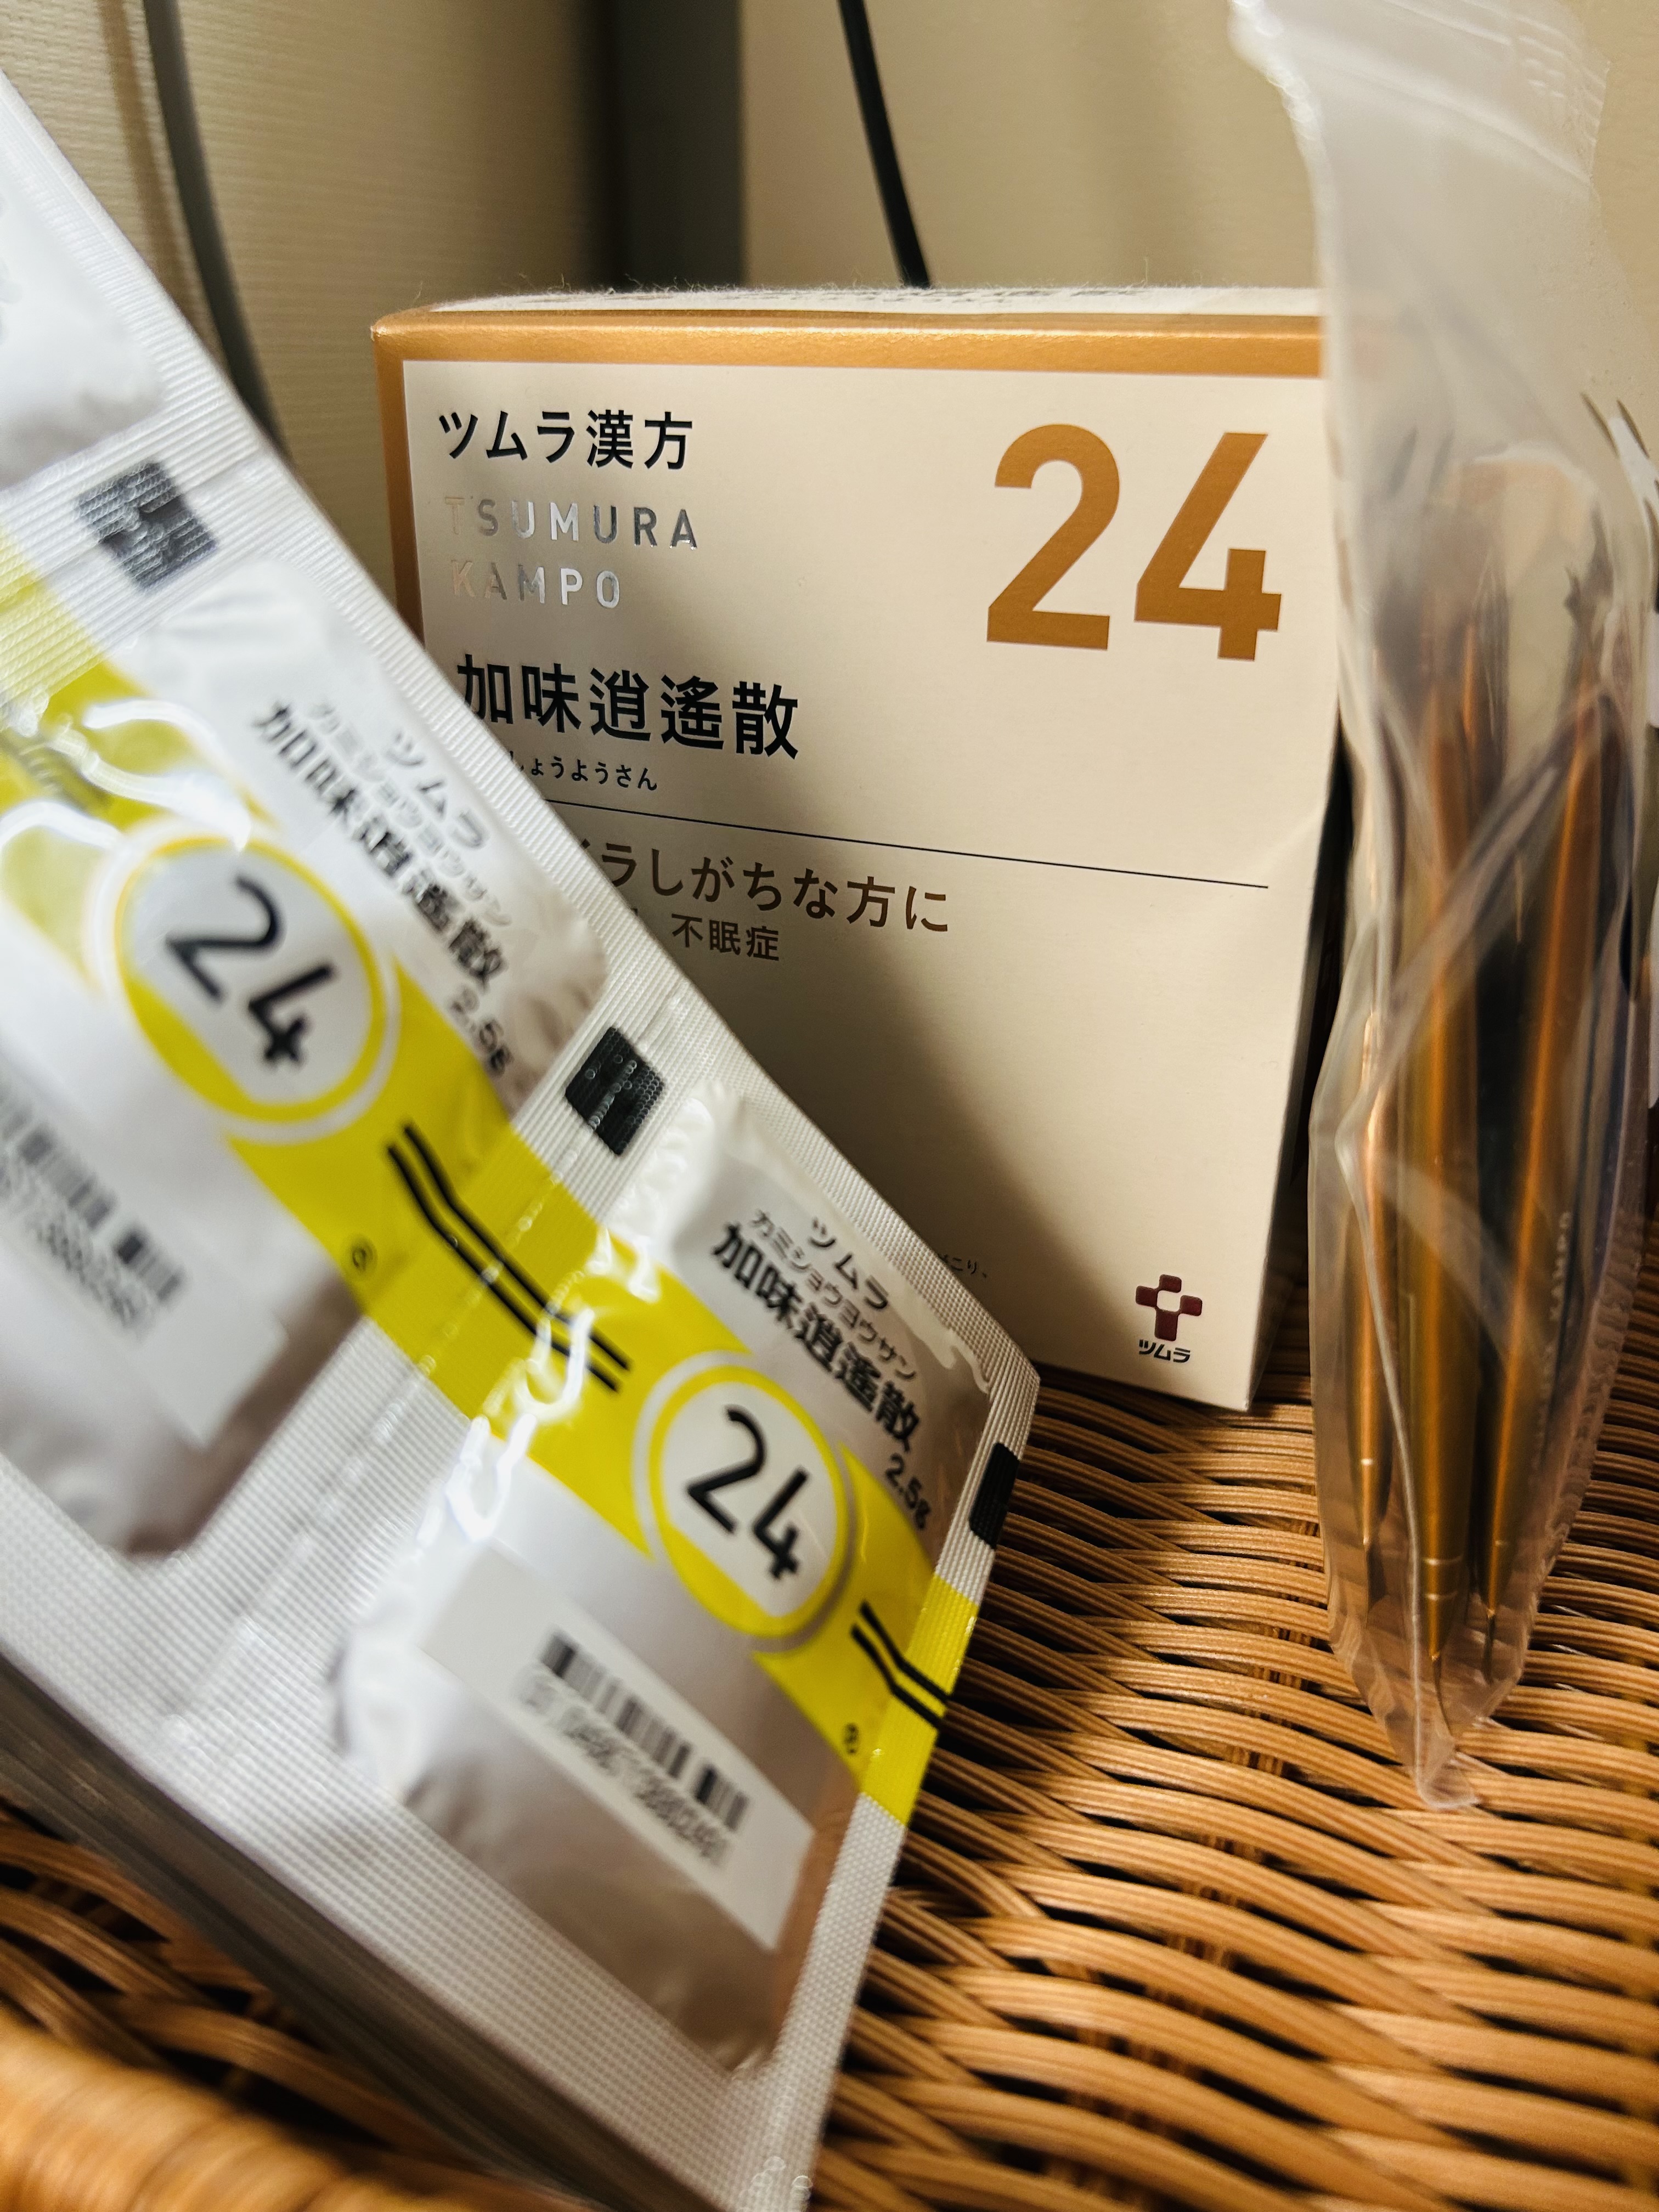 ツムラ漢方
TSUMURA
KAMPO
24
加味逍遙散
しょうようさん
ラしがちな方に
不眠症
こり・
ツムラ
ツムラ
カミショウヨウサン
加味逍遙散
2.5g
24
ツムラ
カミショウヨウサン
加味逍遙散
2.5g
24